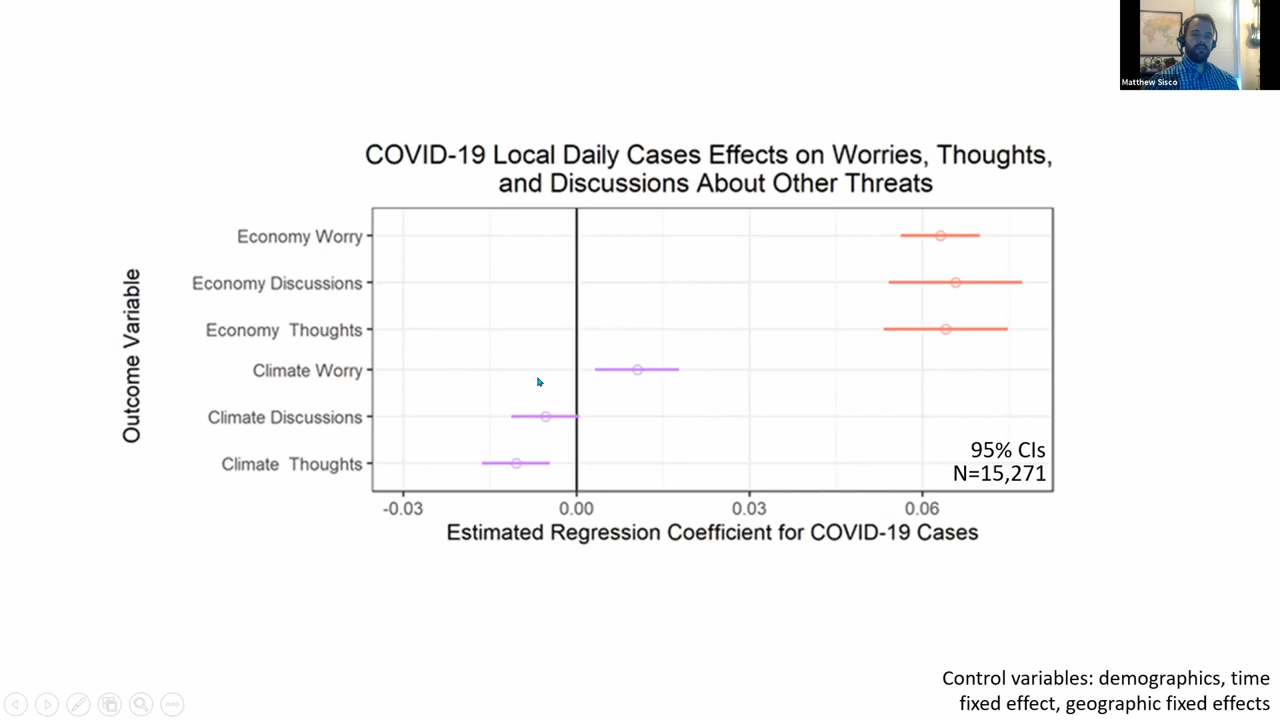 Matthew Sisco
COVID-19 Local Daily Cases Effects on Worries, Thoughts,
and Discussions About Other Threats
Outcome Variable
Economy Worry
Economy Discussions
Economy Thoughts
Climate Worry
Climate Discussions
Climate Thoughts
95% CIs
N=15,271
-0.03 0.00 0.03 0.06
Estimated Regression Coefficient for COVID-19 Cases
Control variables: demographics, time
fixed effect, geographic fixed effects